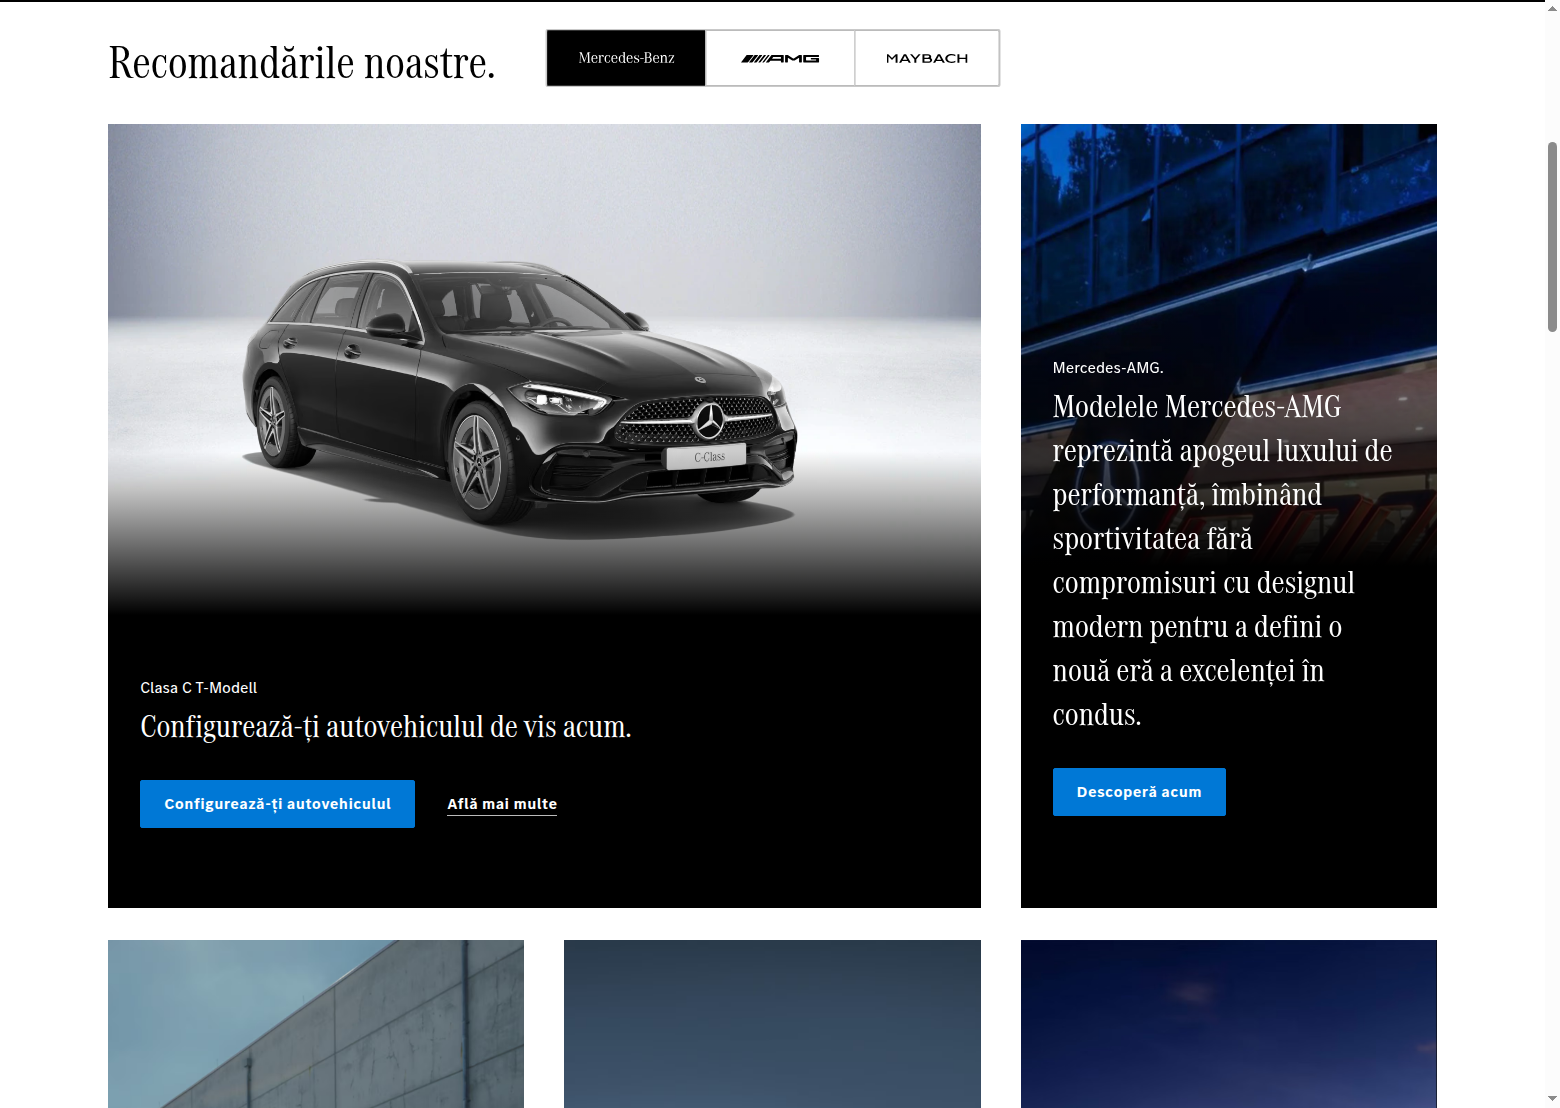 Recomandările noastre.
Mercedes-Benz
AMG
MAYBACH
C-Class
Clasa C T-Modell
Configurează-ți autovehiculul de vis acum.
Configurează-ți autovehiculul
Află mai multe
Mercedes-AMG.
Modelele Mercedes-AMG
reprezintă apogeul luxului de
performanță, îmbinând
sportivitatea fără
compromisuri cu designul
modern pentru a defini o
nouă eră a excelenței în
condus.
Descoperă acum